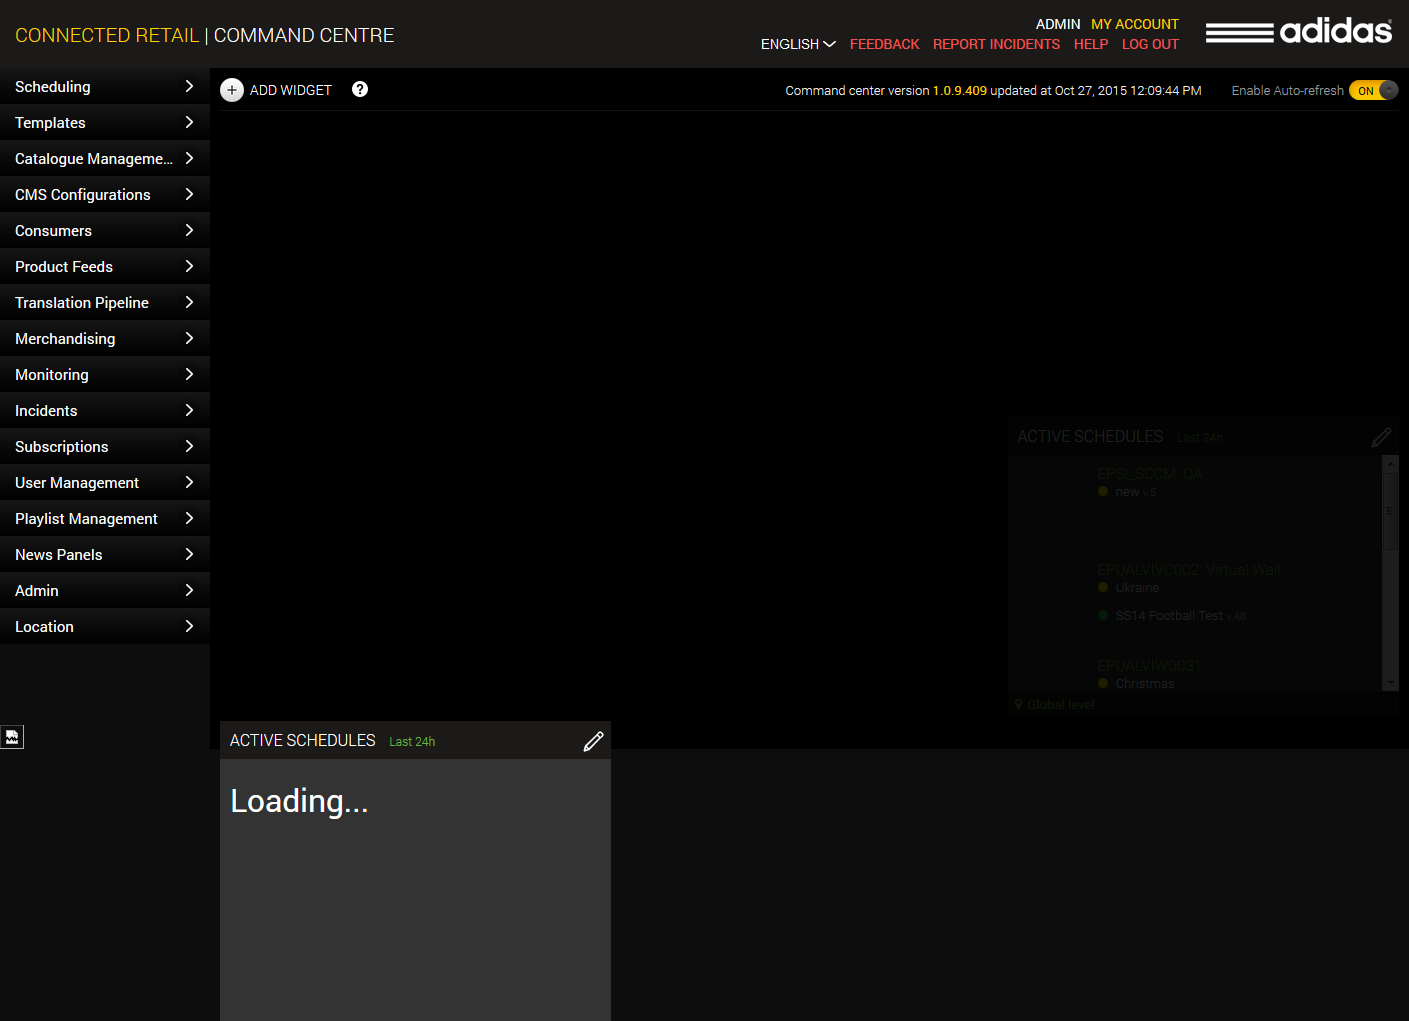 CONNECTED RETAIL | COMMAND CENTRE
ADMIN MY ACCOUNT
ENGLISH FEEDBACK REPORT INCIDENTS HELP LOG OUT
adidas
Scheduling
Templates
Catalogue Manageme...
CMS Configurations
Consumers
Product Feeds
Translation Pipeline
Merchandising
Monitoring
Incidents
Subscriptions
User Management
Playlist Management
News Panels
Admin
Location
+ ADD WIDGET ?
Command center version 1.0.9.409 updated at Oct 27, 2015 12:09:44 PM
Enable Auto-refresh ON
ACTIVE SCHEDULES Last 24h
EPSI_SCCM_QA
new v.5
EPUALVIVC002: Virtual Wall
Ukraine
SS14 Football Test v.46
EPUALVIW0031
Christmas
Global level
ACTIVE SCHEDULES Last 24h
Loading...